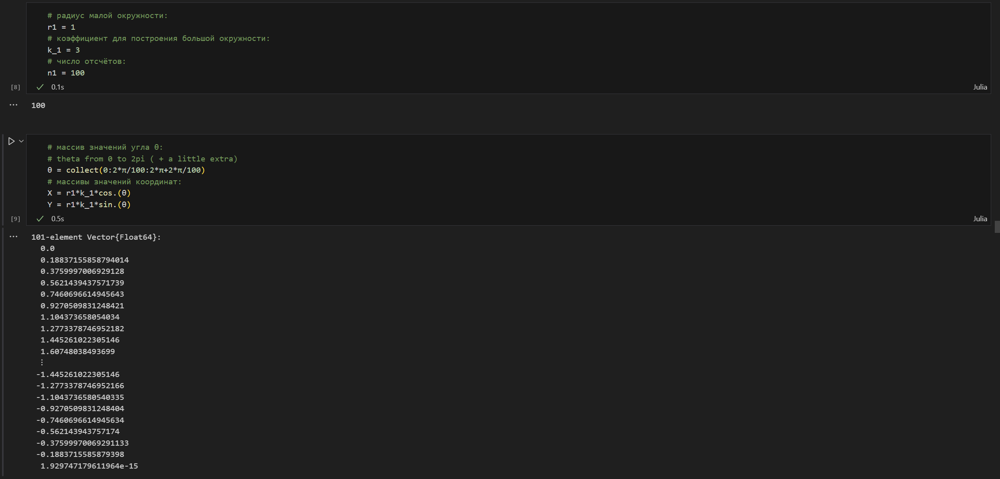 # радиус малой окружности:
r1 = 1
# коэффициент для построения большой окружности:
k_1 = 3
# число отсчётов:
n1 = 100
[8] ✓ 0.1s Julia
... 100
# массив значений угла θ:
# theta from 0 to 2pi ( + a little extra)
θ = collect(0:2*π/100:2*π+2*π/100)
# массивы значений координат:
X = r1*k_1*cos.(θ)
Y = r1*k_1*sin.(θ)
[9] ✓ 0.5s Julia
... 101-element Vector{Float64}:
0.0
0.18837155858794014
0.3759997006929128
0.5621439437571739
0.7460696614945643
0.9270509831248421
1.104373658054034
1.2773378746952182
1.445261022305146
1.60748038493699
⋮
-1.445261022305146
-1.2773378746952166
-1.1043736580540335
-0.9270509831248404
-0.7460696614945634
-0.562143943757174
-0.37599970069291133
-0.1883715585879398
1.929747179611964e-15